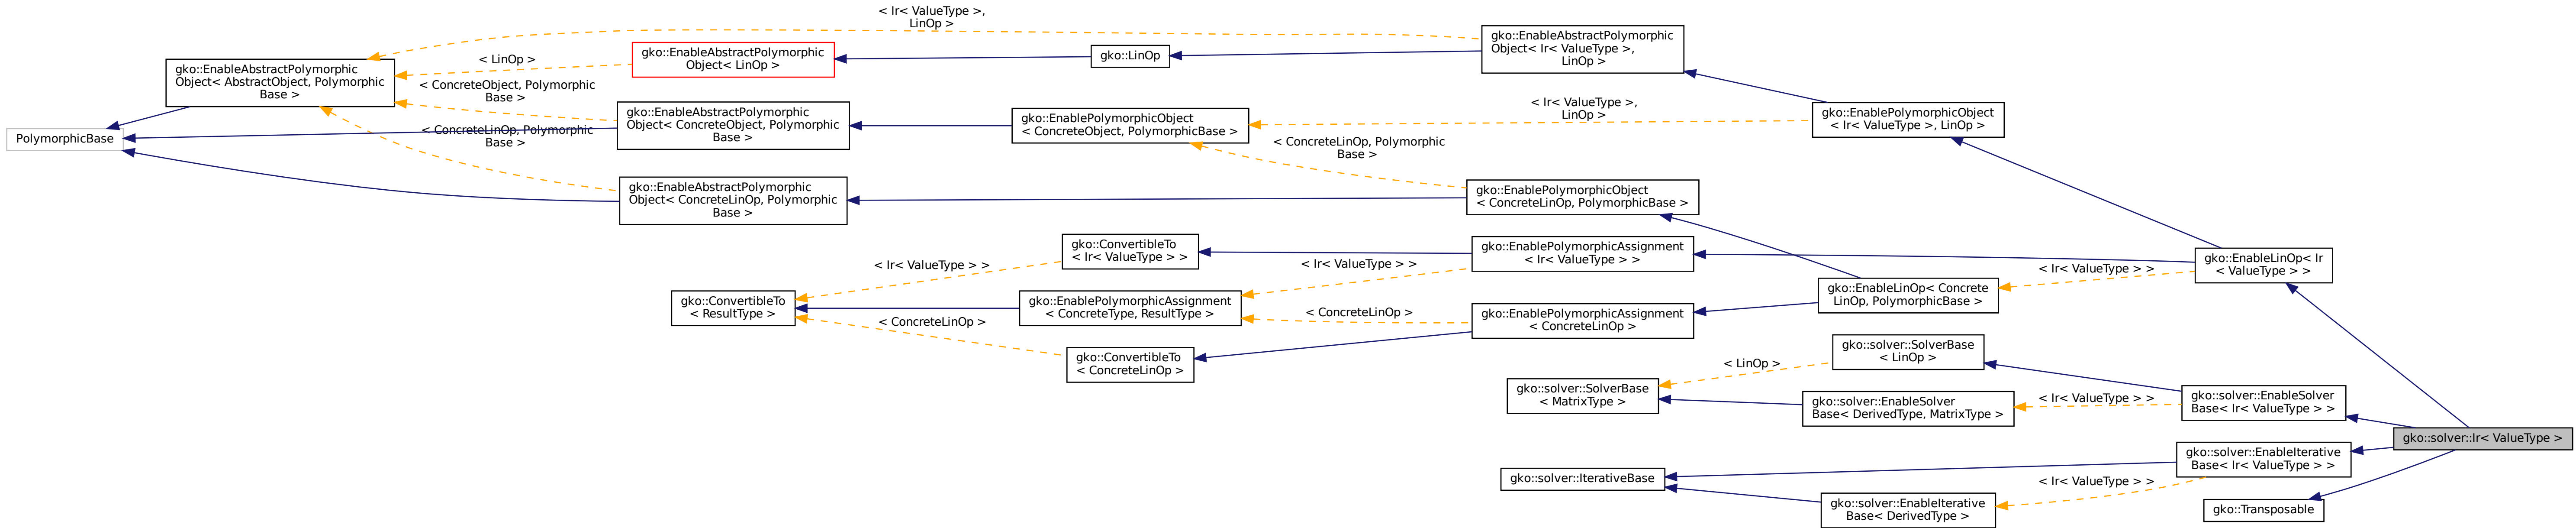 PolymorphicBase
gko::EnableAbstractPolymorphic
Object< AbstractObject, Polymorphic
Base >
< Ir< ValueType >,
LinOp >
< LinOp >
< ConcreteObject, Polymorphic
Base >
< ConcreteLinOp, Polymorphic
Base >
gko::EnableAbstractPolymorphic
Object< LinOp >
gko::EnableAbstractPolymorphic
Object< ConcreteObject, Polymorphic
Base >
gko::EnableAbstractPolymorphic
Object< ConcreteLinOp, Polymorphic
Base >
gko::LinOp
gko::EnablePolymorphicObject
< ConcreteObject, PolymorphicBase >
gko::EnableAbstractPolymorphic
Object< Ir< ValueType >,
LinOp >
< Ir< ValueType >,
LinOp >
< ConcreteLinOp, Polymorphic
Base >
gko::EnablePolymorphicObject
< Ir< ValueType >, LinOp >
gko::EnablePolymorphicObject
< ConcreteLinOp, PolymorphicBase >
gko::ConvertibleTo
< ResultType >
< Ir< ValueType > >
< ConcreteLinOp >
gko::ConvertibleTo
< Ir< ValueType > >
gko::EnablePolymorphicAssignment
< ConcreteType, ResultType >
gko::ConvertibleTo
< ConcreteLinOp >
< Ir< ValueType > >
< ConcreteLinOp >
gko::EnablePolymorphicAssignment
< Ir< ValueType > >
gko::EnablePolymorphicAssignment
< ConcreteLinOp >
gko::EnableLinOp< Concrete
LinOp, PolymorphicBase >
< Ir< ValueType > >
gko::EnableLinOp< Ir
< ValueType > >
gko::solver::SolverBase
< MatrixType >
< LinOp >
gko::solver::SolverBase
< LinOp >
gko::solver::EnableSolver
Base< DerivedType, MatrixType >
< Ir< ValueType > >
gko::solver::EnableSolver
Base< Ir< ValueType > >
gko::solver::Ir< ValueType >
gko::solver::IterativeBase
gko::solver::EnableIterative
Base< DerivedType >
< Ir< ValueType > >
gko::solver::EnableIterative
Base< Ir< ValueType > >
gko::Transposable